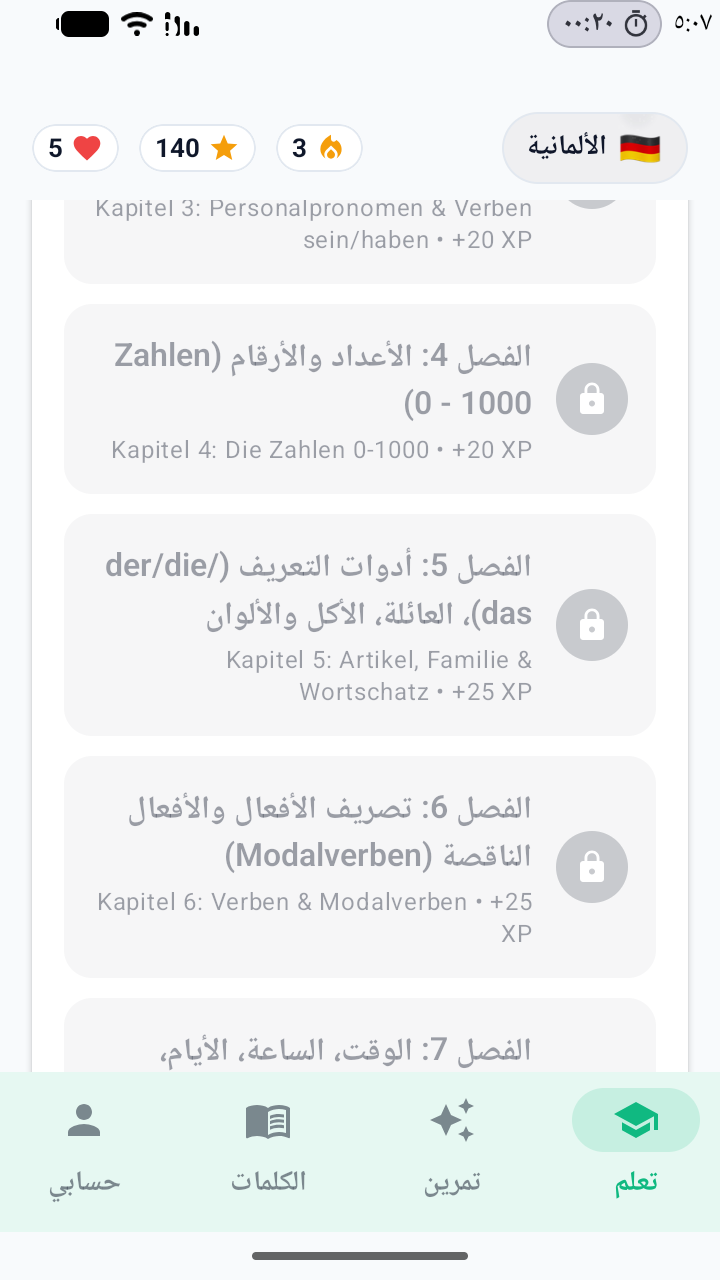 ٥:٠٧
٠٠:٢٠
الألمانية
3
140
5
Kapitel 3: Personalpronomen & Verben
sein/haben • +20 XP
الفصل 4: الأعداد والأرقام (Zahlen
0 - 1000)
Kapitel 4: Die Zahlen 0-1000 • +20 XP
الفصل 5: أدوات التعريف (der/die/
das)، العائلة، الأكل والألوان
Kapitel 5: Artikel, Familie &
Wortschatz • +25 XP
الفصل 6: تصريف الأفعال والأفعال
الناقصة (Modalverben)
Kapitel 6: Verben & Modalverben • +25
XP
الفصل 7: الوقت، الساعة، الأيام،
تعلم
تمرين
الكلمات
حسابي